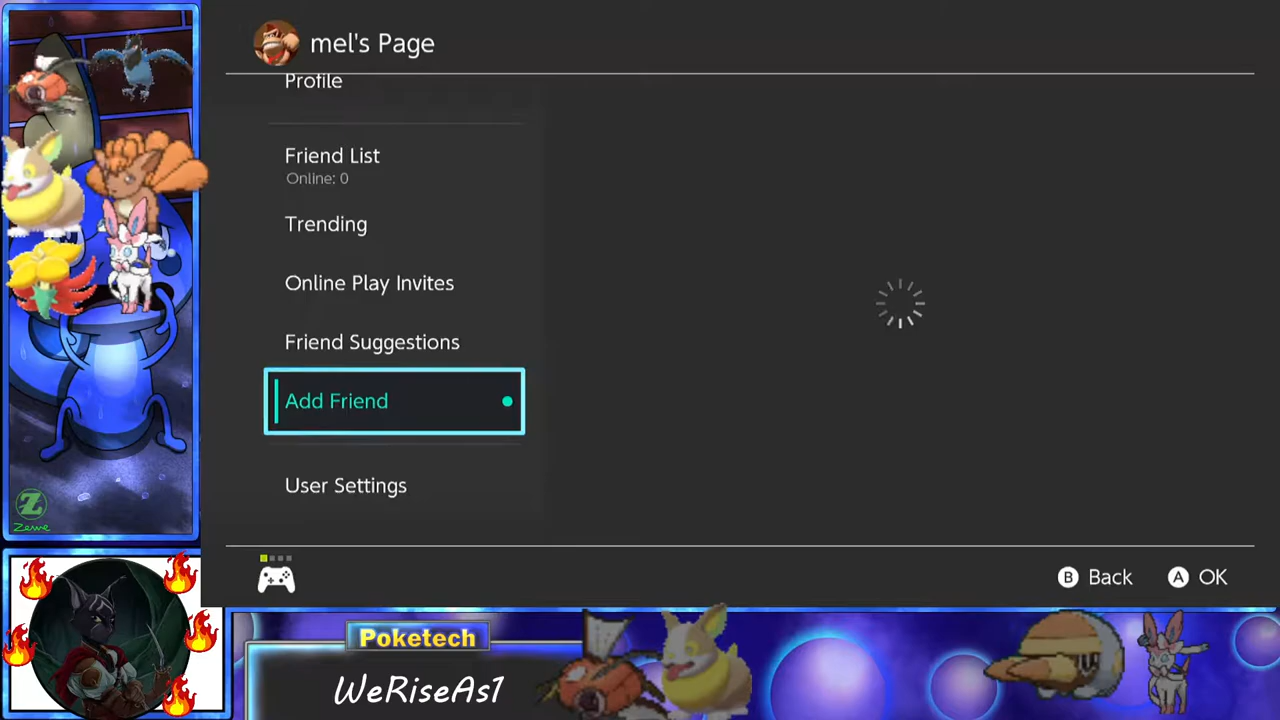 mel's Page
Profile
Friend List
Online: 0
Trending
Online Play Invites
Friend Suggestions
Add Friend
User Settings
B Back
A OK
Z
Zeme
Poketech
WeRiseAs1